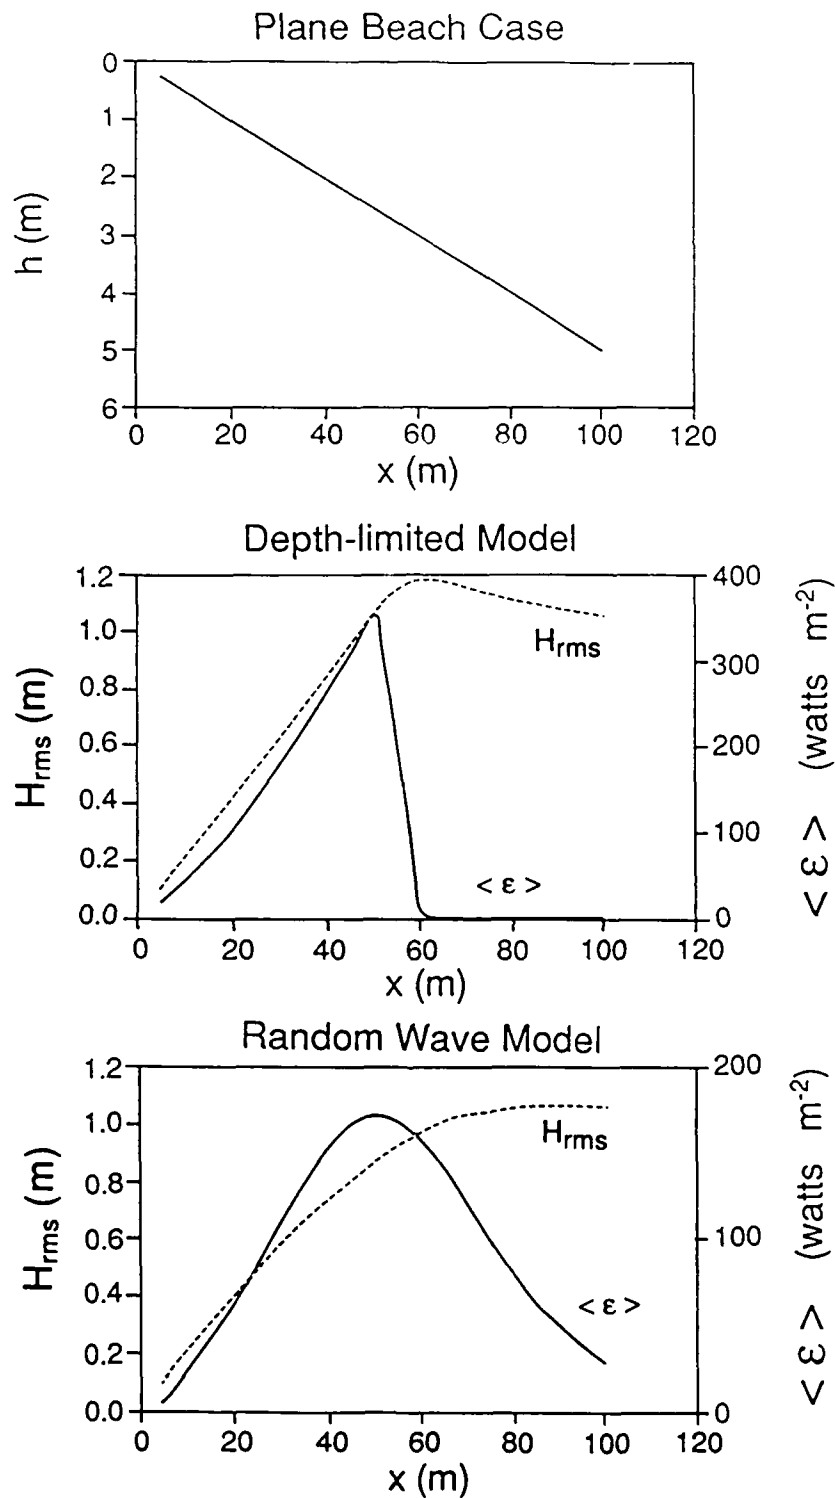 Plane Beach Case
0
1
2
3
4
5
6
h (m)
0 20 40 60 80 100 120
x (m)
Depth-limited Model
1.2
1.0
0.8
0.6
0.4
0.2
0.0
H_rms (m)
400
300
200
100
0
< ε > (watts m⁻²)
H_rms
< ε >
0 20 40 60 80 100 120
x (m)
Random Wave Model
1.2
1.0
0.8
0.6
0.4
0.2
0.0
H_rms (m)
200
100
0
< ε > (watts m⁻²)
H_rms
< ε >
0 20 40 60 80 100 120
x (m)